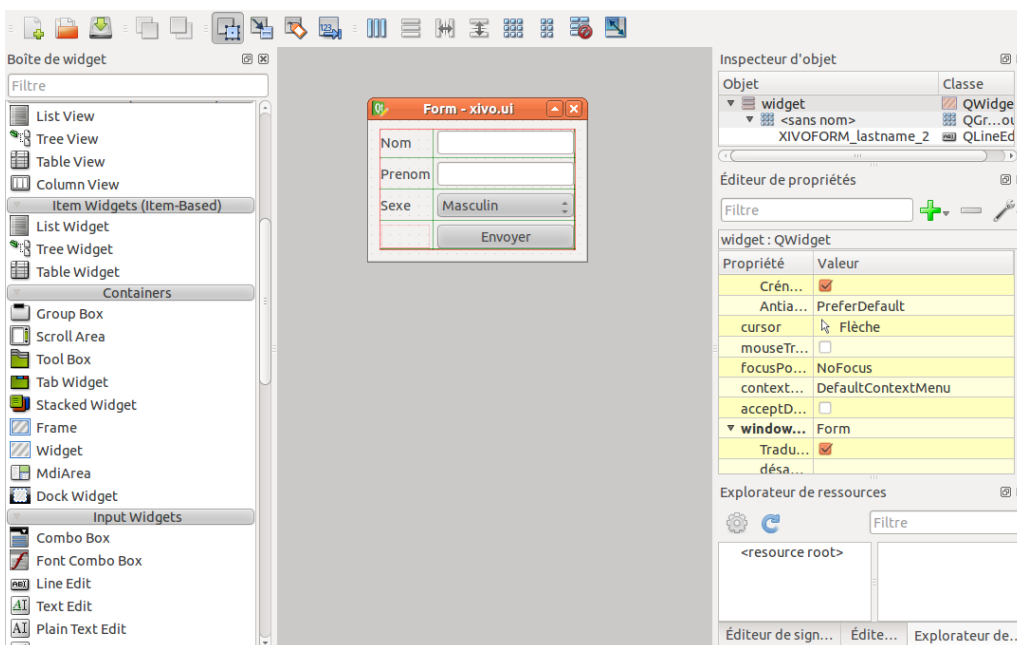 Boîte de widget
Filtre
List View
Tree View
Table View
Column View
Item Widgets (Item-Based)
List Widget
Tree Widget
Table Widget
Containers
Group Box
Scroll Area
Tool Box
Tab Widget
Stacked Widget
Frame
Widget
MdiArea
Dock Widget
Input Widgets
Combo Box
Font Combo Box
Line Edit
Text Edit
Plain Text Edit
Form - xivo.ui
Nom
Prenom
Sexe
Masculin
Envoyer
Inspecteur d'objet
Objet
Classe
widget
QWidge
<sans nom>
QGr...ou
XIVOFORM_lastname_2
QLineEd
Éditeur de propriétés
Filtre
widget : QWidget
Propriété
Valeur
Crén...
Antia...
PreferDefault
cursor
Flèche
mouseTr...
focusPo...
NoFocus
context...
DefaultContextMenu
acceptD...
window...
Form
Tradu...
désa...
Explorateur de ressources
Filtre
<resource root>
Éditeur de sign...
Édite...
Explorateur de...